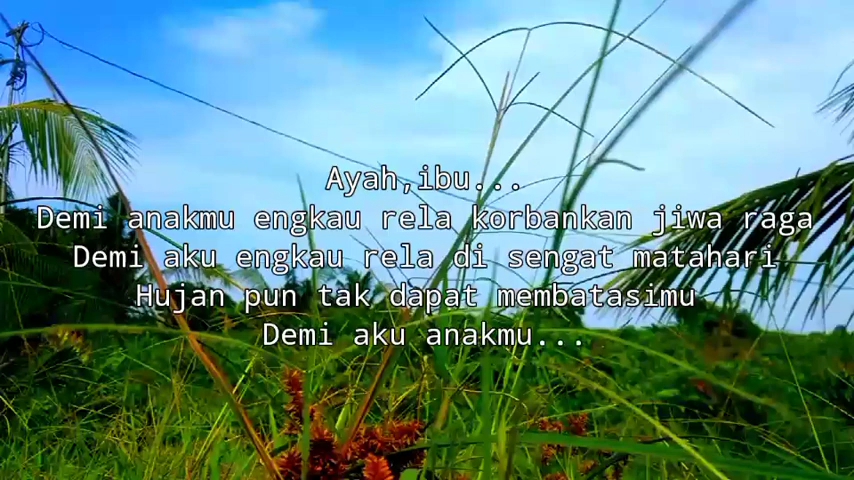 Ayah,ibu...
Demi anakmu engkau rela korbankan jiwa raga
Demi aku engkau rela di sengat matahari
Hujan pun tak dapat membatasimu
Demi aku anakmu...